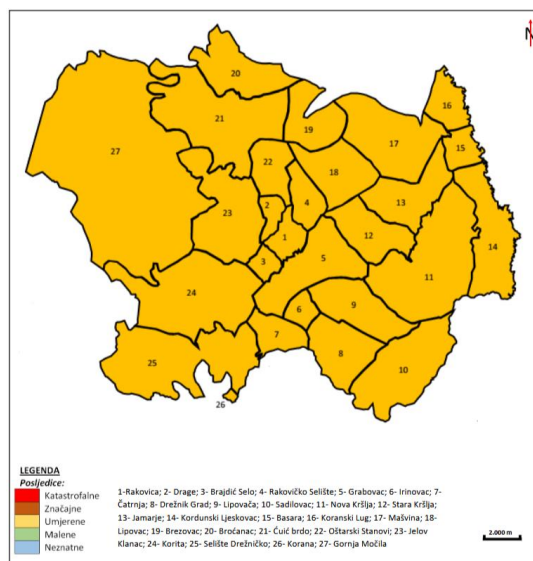 N
20
21
27
19
16
17
15
22
18
2
4
13
23
1
12
3
5
14
11
24
9
6
7
8
10
25
26
LEGENDA
Posljedice:
Katastrofalne
Značajne
Umjerene
Malene
Neznatne
1-Rakovica; 2- Drage; 3- Brajdić Selo; 4- Rakovičko Selište; 5- Grabovac; 6- Irinovac; 7-
Čatrnja; 8- Drežnik Grad; 9- Lipovača; 10- Sadilovac; 11- Nova Kršlja; 12- Stara Kršlja;
13- Jamarje; 14- Kordunski Ljeskovac; 15- Basara; 16- Koranski Lug; 17- Mašvina; 18-
Lipovac; 19- Brezovac; 20- Broćanac; 21- Ćuić brdo; 22- Oštarski Stanovi; 23- Jelov
Klanac; 24- Korita; 25- Selište Drežničko; 26- Korana; 27- Gornja Močila
2.000 m